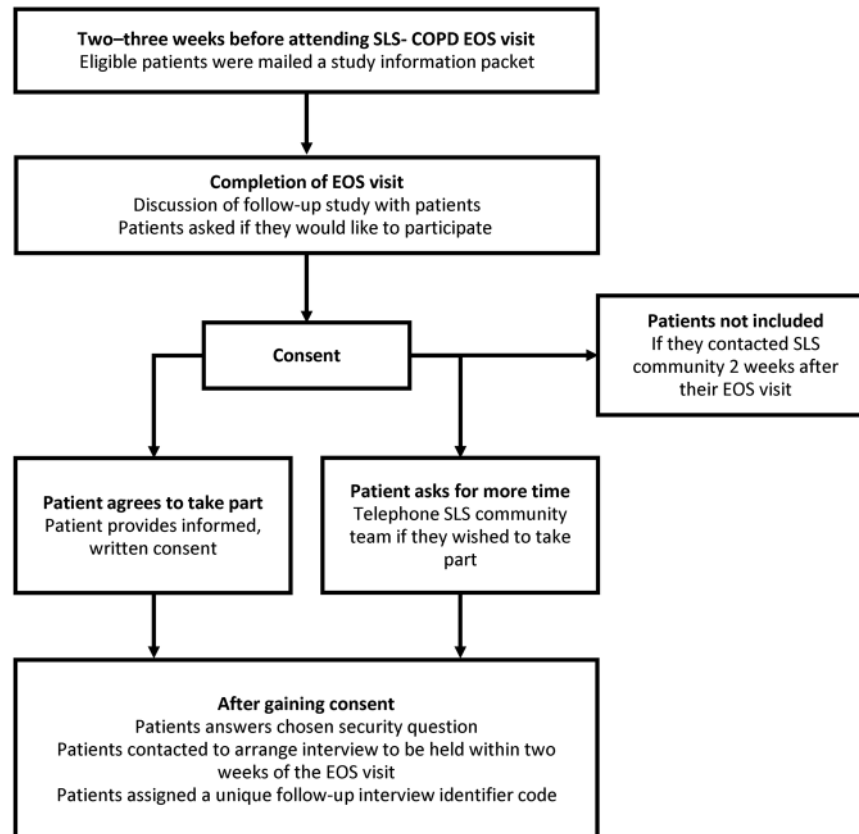 Two–three weeks before attending SLS- COPD EOS visit
Eligible patients were mailed a study information packet
Completion of EOS visit
Discussion of follow-up study with patients
Patients asked if they would like to participate
Consent
Patients not included
If they contacted SLS
community 2 weeks after
their EOS visit
Patient agrees to take part
Patient provides informed,
written consent
Patient asks for more time
Telephone SLS community
team if they wished to take
part
After gaining consent
Patients answers chosen security question
Patients contacted to arrange interview to be held within two
weeks of the EOS visit
Patients assigned a unique follow-up interview identifier code